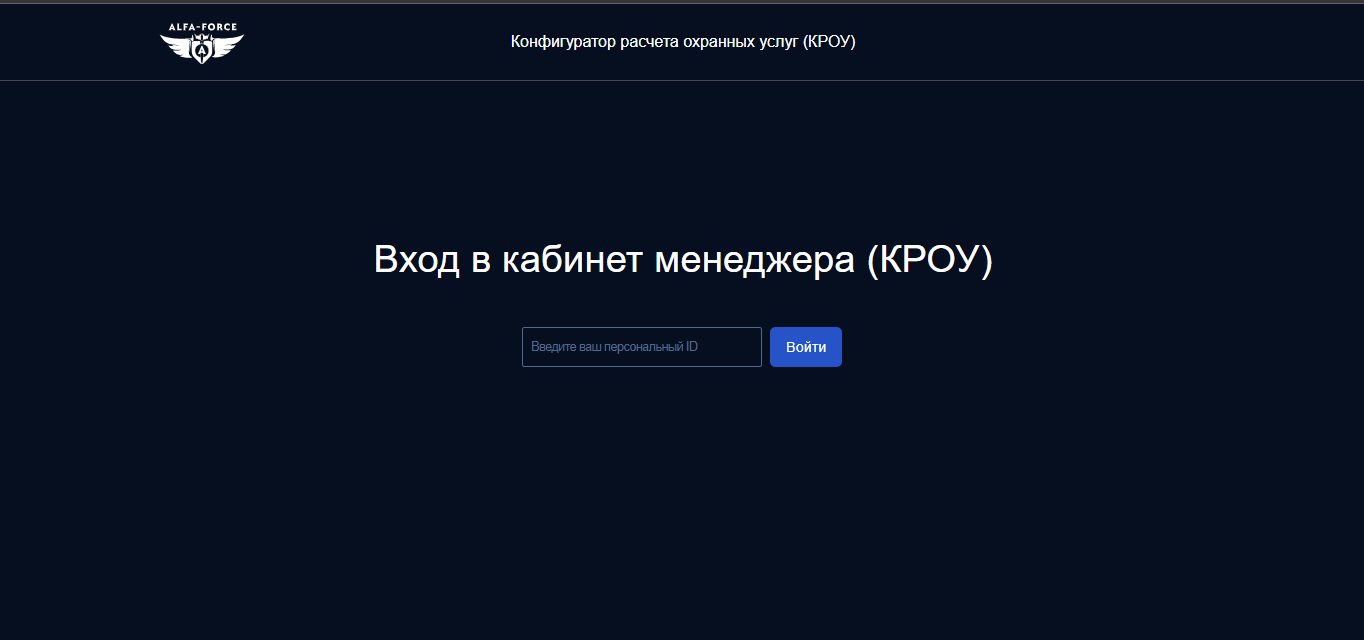 ALFA-FORCE
Конфигуратор расчета охранных услуг (КРОУ)
A
Вход в кабинет менеджера (КРОУ)
Введите ваш персональный ID
Войти